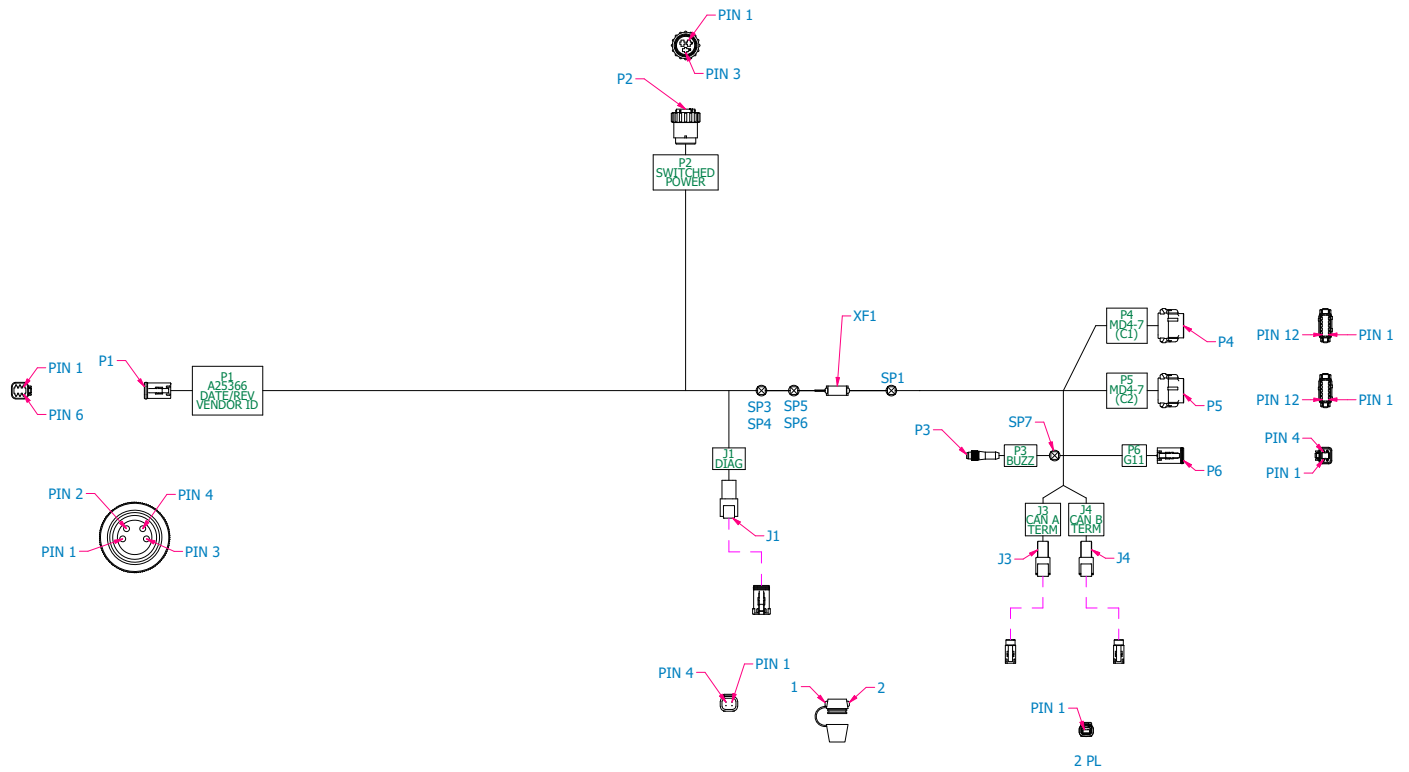 PIN 1
PIN 3
P2
P2
SWITCHED
POWER
XF1
P4
MD4-7
(C1)
P4
PIN 12
PIN 1
PIN 1
P1
P1
A25366
DATE/REV
VENDOR ID
PIN 6
SP3
SP4
SP5
SP6
SP1
P5
MD4-7
(C2)
P5
PIN 12
PIN 1
SP7
P3
P3
BUZZ
P6
G11
P6
PIN 4
PIN 1
J1
DIAG
PIN 2
PIN 4
PIN 1
PIN 3
J1
J3
CAN A
TERM
J4
CAN B
TERM
J3
J4
PIN 4
PIN 1
1
2
PIN 1
2 PL